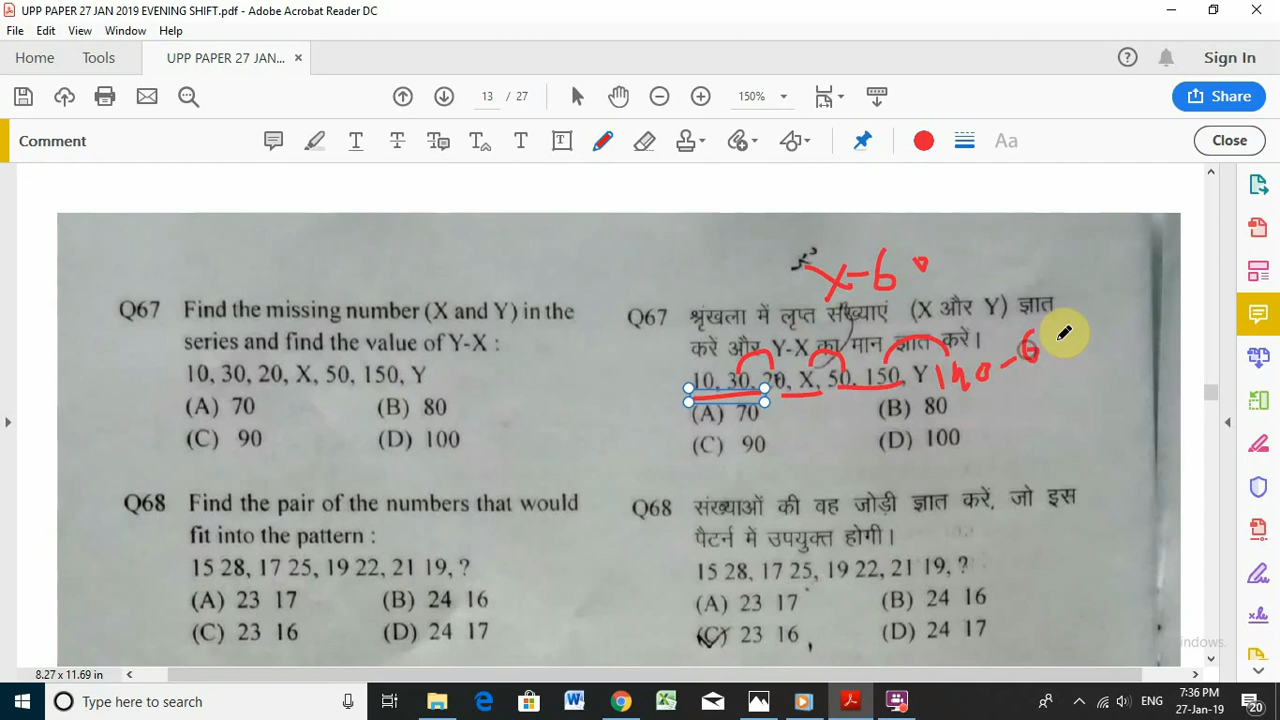 UPP PAPER 27 JAN 2019 EVENING SHIFT.pdf - Adobe Acrobat Reader DC
File Edit View Window Help
Home Tools UPP PAPER 27 JAN... × Sign In
13 / 27 150% Share
Comment Aa Close
X-60
Q67 Find the missing number (X and Y) in the
series and find the value of Y-X :
10, 30, 20, X, 50, 150, Y
(A) 70 (B) 80
(C) 90 (D) 100
Q67 श्रृंखला में लृप्त संख्याएं (X और Y) ज्ञात
करें और Y-X का मान ज्ञात करें।
10, 30, 20, X, 50, 150, Y 140-6
(A) 70 (B) 80
(C) 90 (D) 100
Q68 Find the pair of the numbers that would
fit into the pattern :
15 28, 17 25, 19 22, 21 19, ?
(A) 23 17 (B) 24 16
(C) 23 16 (D) 24 17
Q68 संख्याओं की वह जोड़ी ज्ञात करें, जो इस
पैटर्न में उपयुक्त होगी।
15 28, 17 25, 19 22, 21 19, ?
(A) 23 17 (B) 24 16
(C) 23 16 (D) 24 17
8.27 x 11.69 in
Type here to search
ENG 7:36 PM
27-Jan-19 20